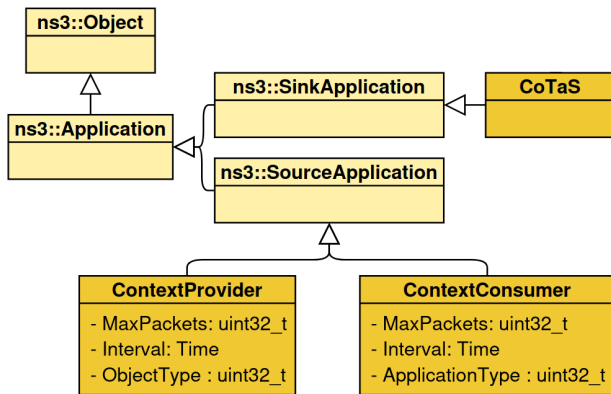 ns3::Object
ns3::Application
ns3::SinkApplication
CoTaS
ns3::SourceApplication
ContextProvider
- MaxPackets: uint32_t
- Interval: Time
- ObjectType : uint32_t
ContextConsumer
- MaxPackets: uint32_t
- Interval: Time
- ApplicationType : uint32_t